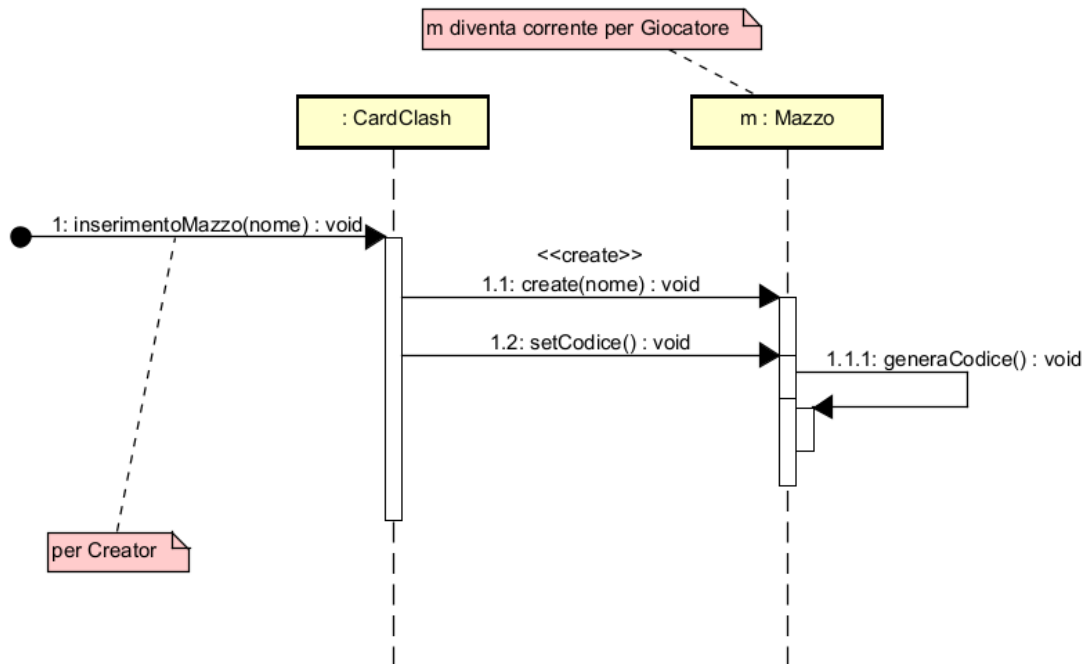 m diventa corrente per Giocatore
: CardClash
m : Mazzo
1: inserimentoMazzo(nome) : void
<<create>>
1.1: create(nome) : void
1.2: setCodice() : void
1.1.1: generaCodice() : void
per Creator